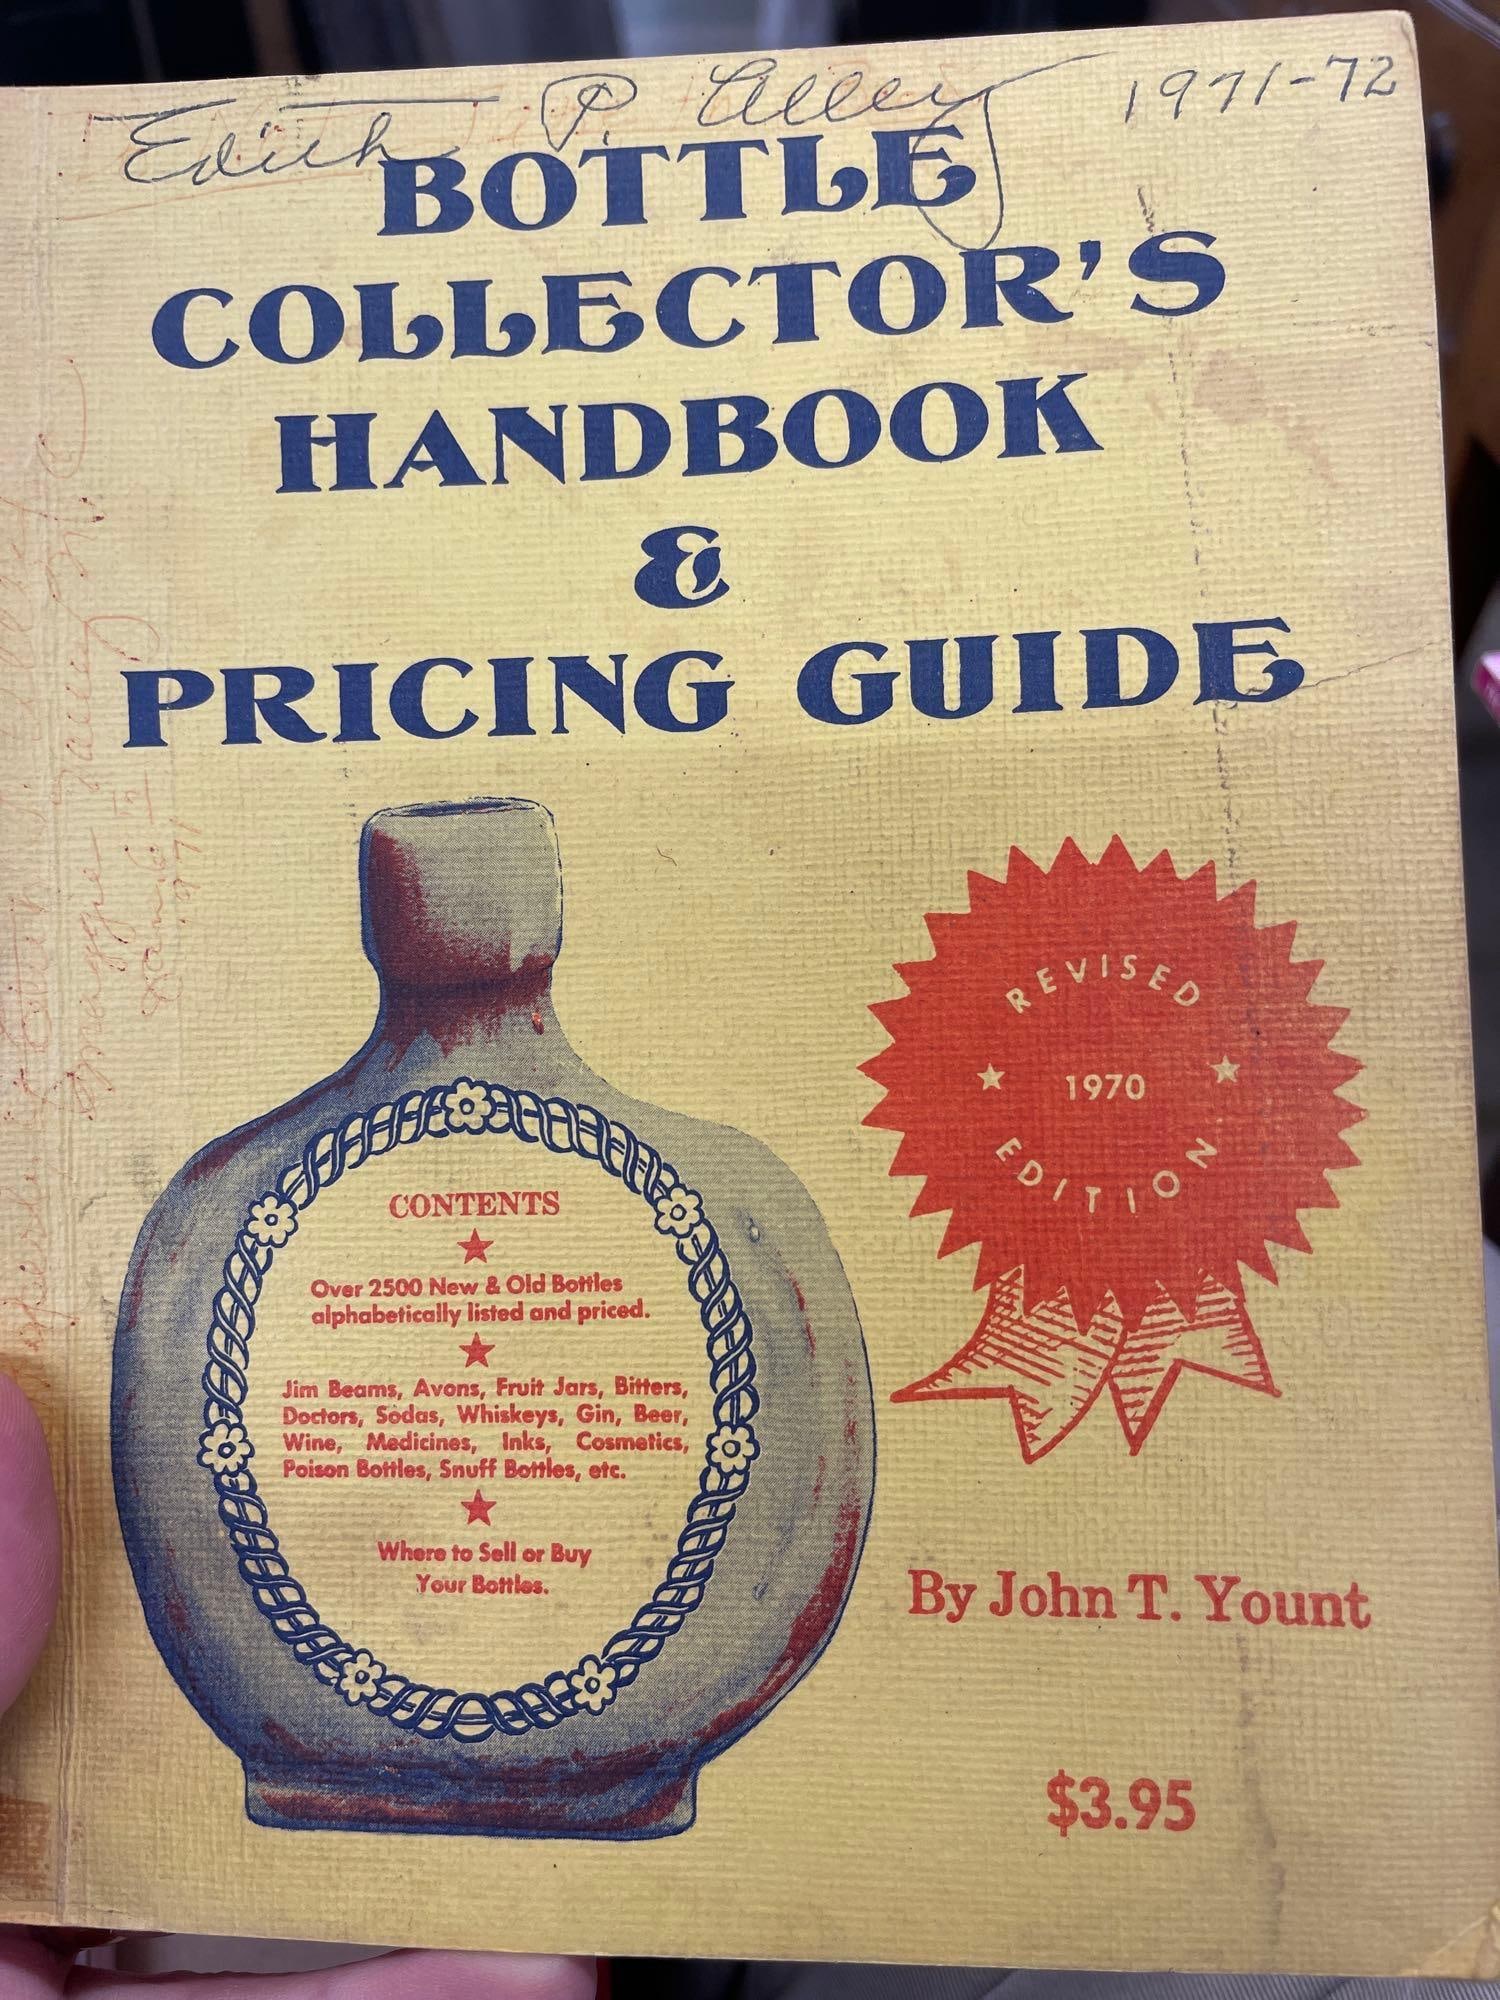 Edith P. Alley 1971-72
BOTTLE
COLLECTOR'S
HANDBOOK
&
PRICING GUIDE
CONTENTS
Over 2500 New & Old Bottles
alphabetically listed and priced.
Jim Beams, Avons, Fruit Jars, Bitters,
Doctors, Sodas, Whiskeys, Gin, Beer,
Wine, Medicines, Inks, Cosmetics,
Poison Bottles, Snuff Bottles, etc.
Where to Sell or Buy
Your Bottles.
REVISED
1970
EDITION
By John T. Yount
$3.95
1971